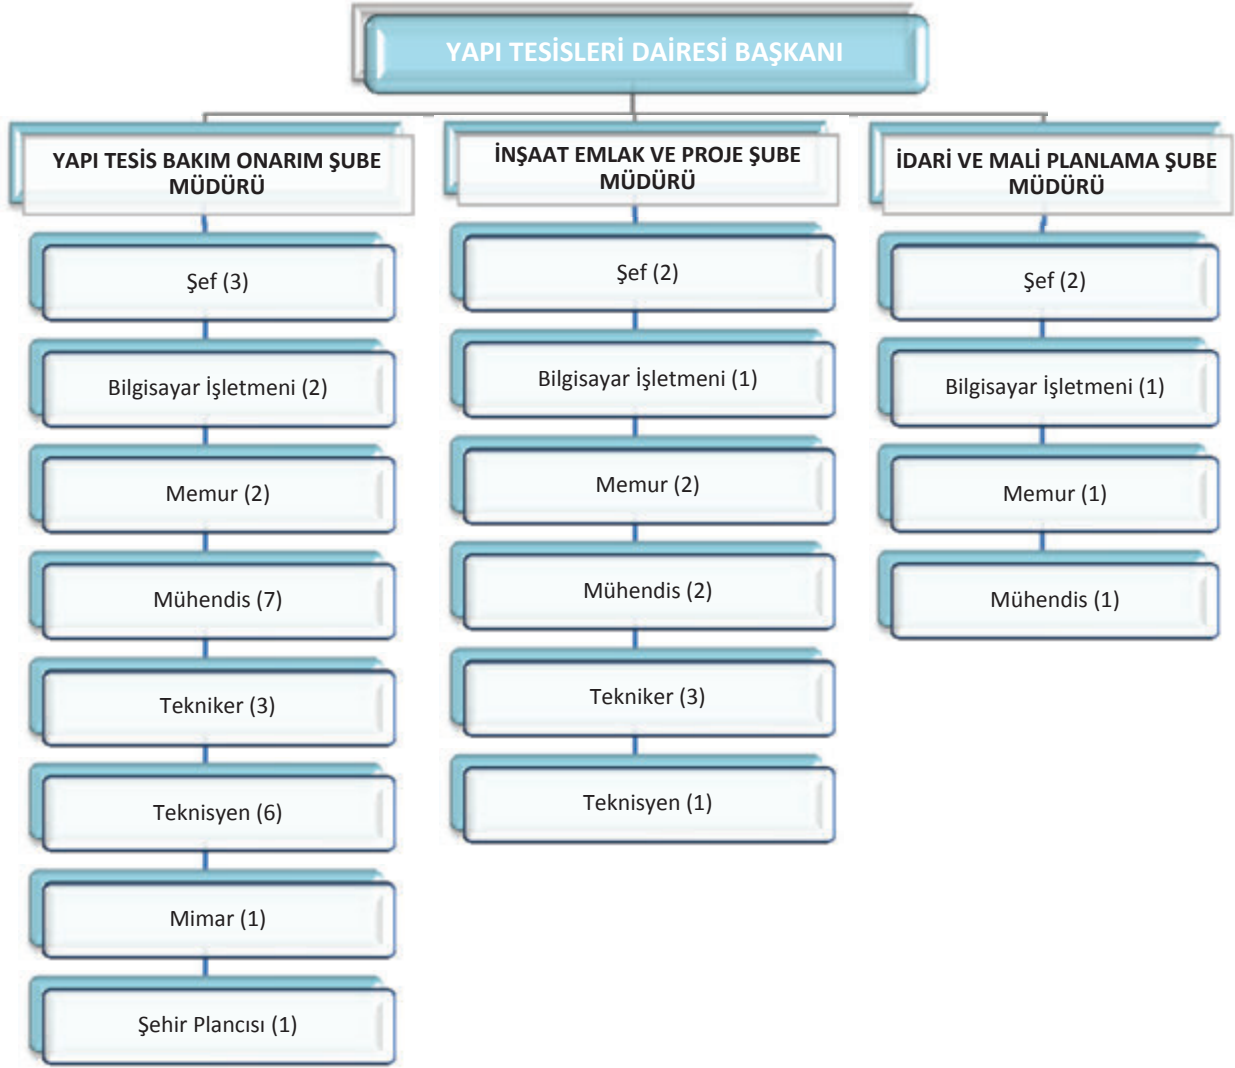 YAPI TESİSLERİ DAİRESİ BAŞKANI
YAPI TESİS BAKIM ONARIM ŞUBE
MÜDÜRÜ
Şef (3)
Bilgisayar İşletmeni (2)
Memur (2)
Mühendis (7)
Tekniker (3)
Teknisyen (6)
Mimar (1)
Şehir Plancısı (1)
İNŞAAT EMLAK VE PROJE ŞUBE
MÜDÜRÜ
Şef (2)
Bilgisayar İşletmeni (1)
Memur (2)
Mühendis (2)
Tekniker (3)
Teknisyen (1)
İDARİ VE MALİ PLANLAMA ŞUBE
MÜDÜRÜ
Şef (2)
Bilgisayar İşletmeni (1)
Memur (1)
Mühendis (1)